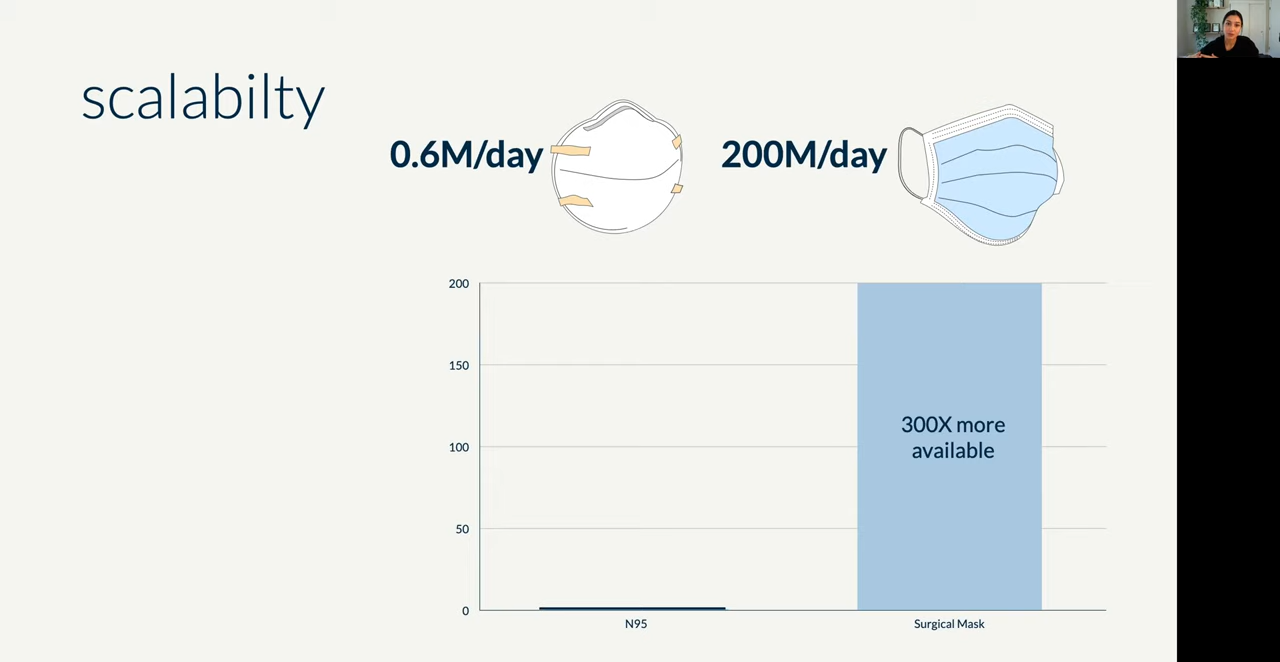 scalabilty
0.6M/day
200M/day
200
150
100
50
0
300X more
available
N95
Surgical Mask